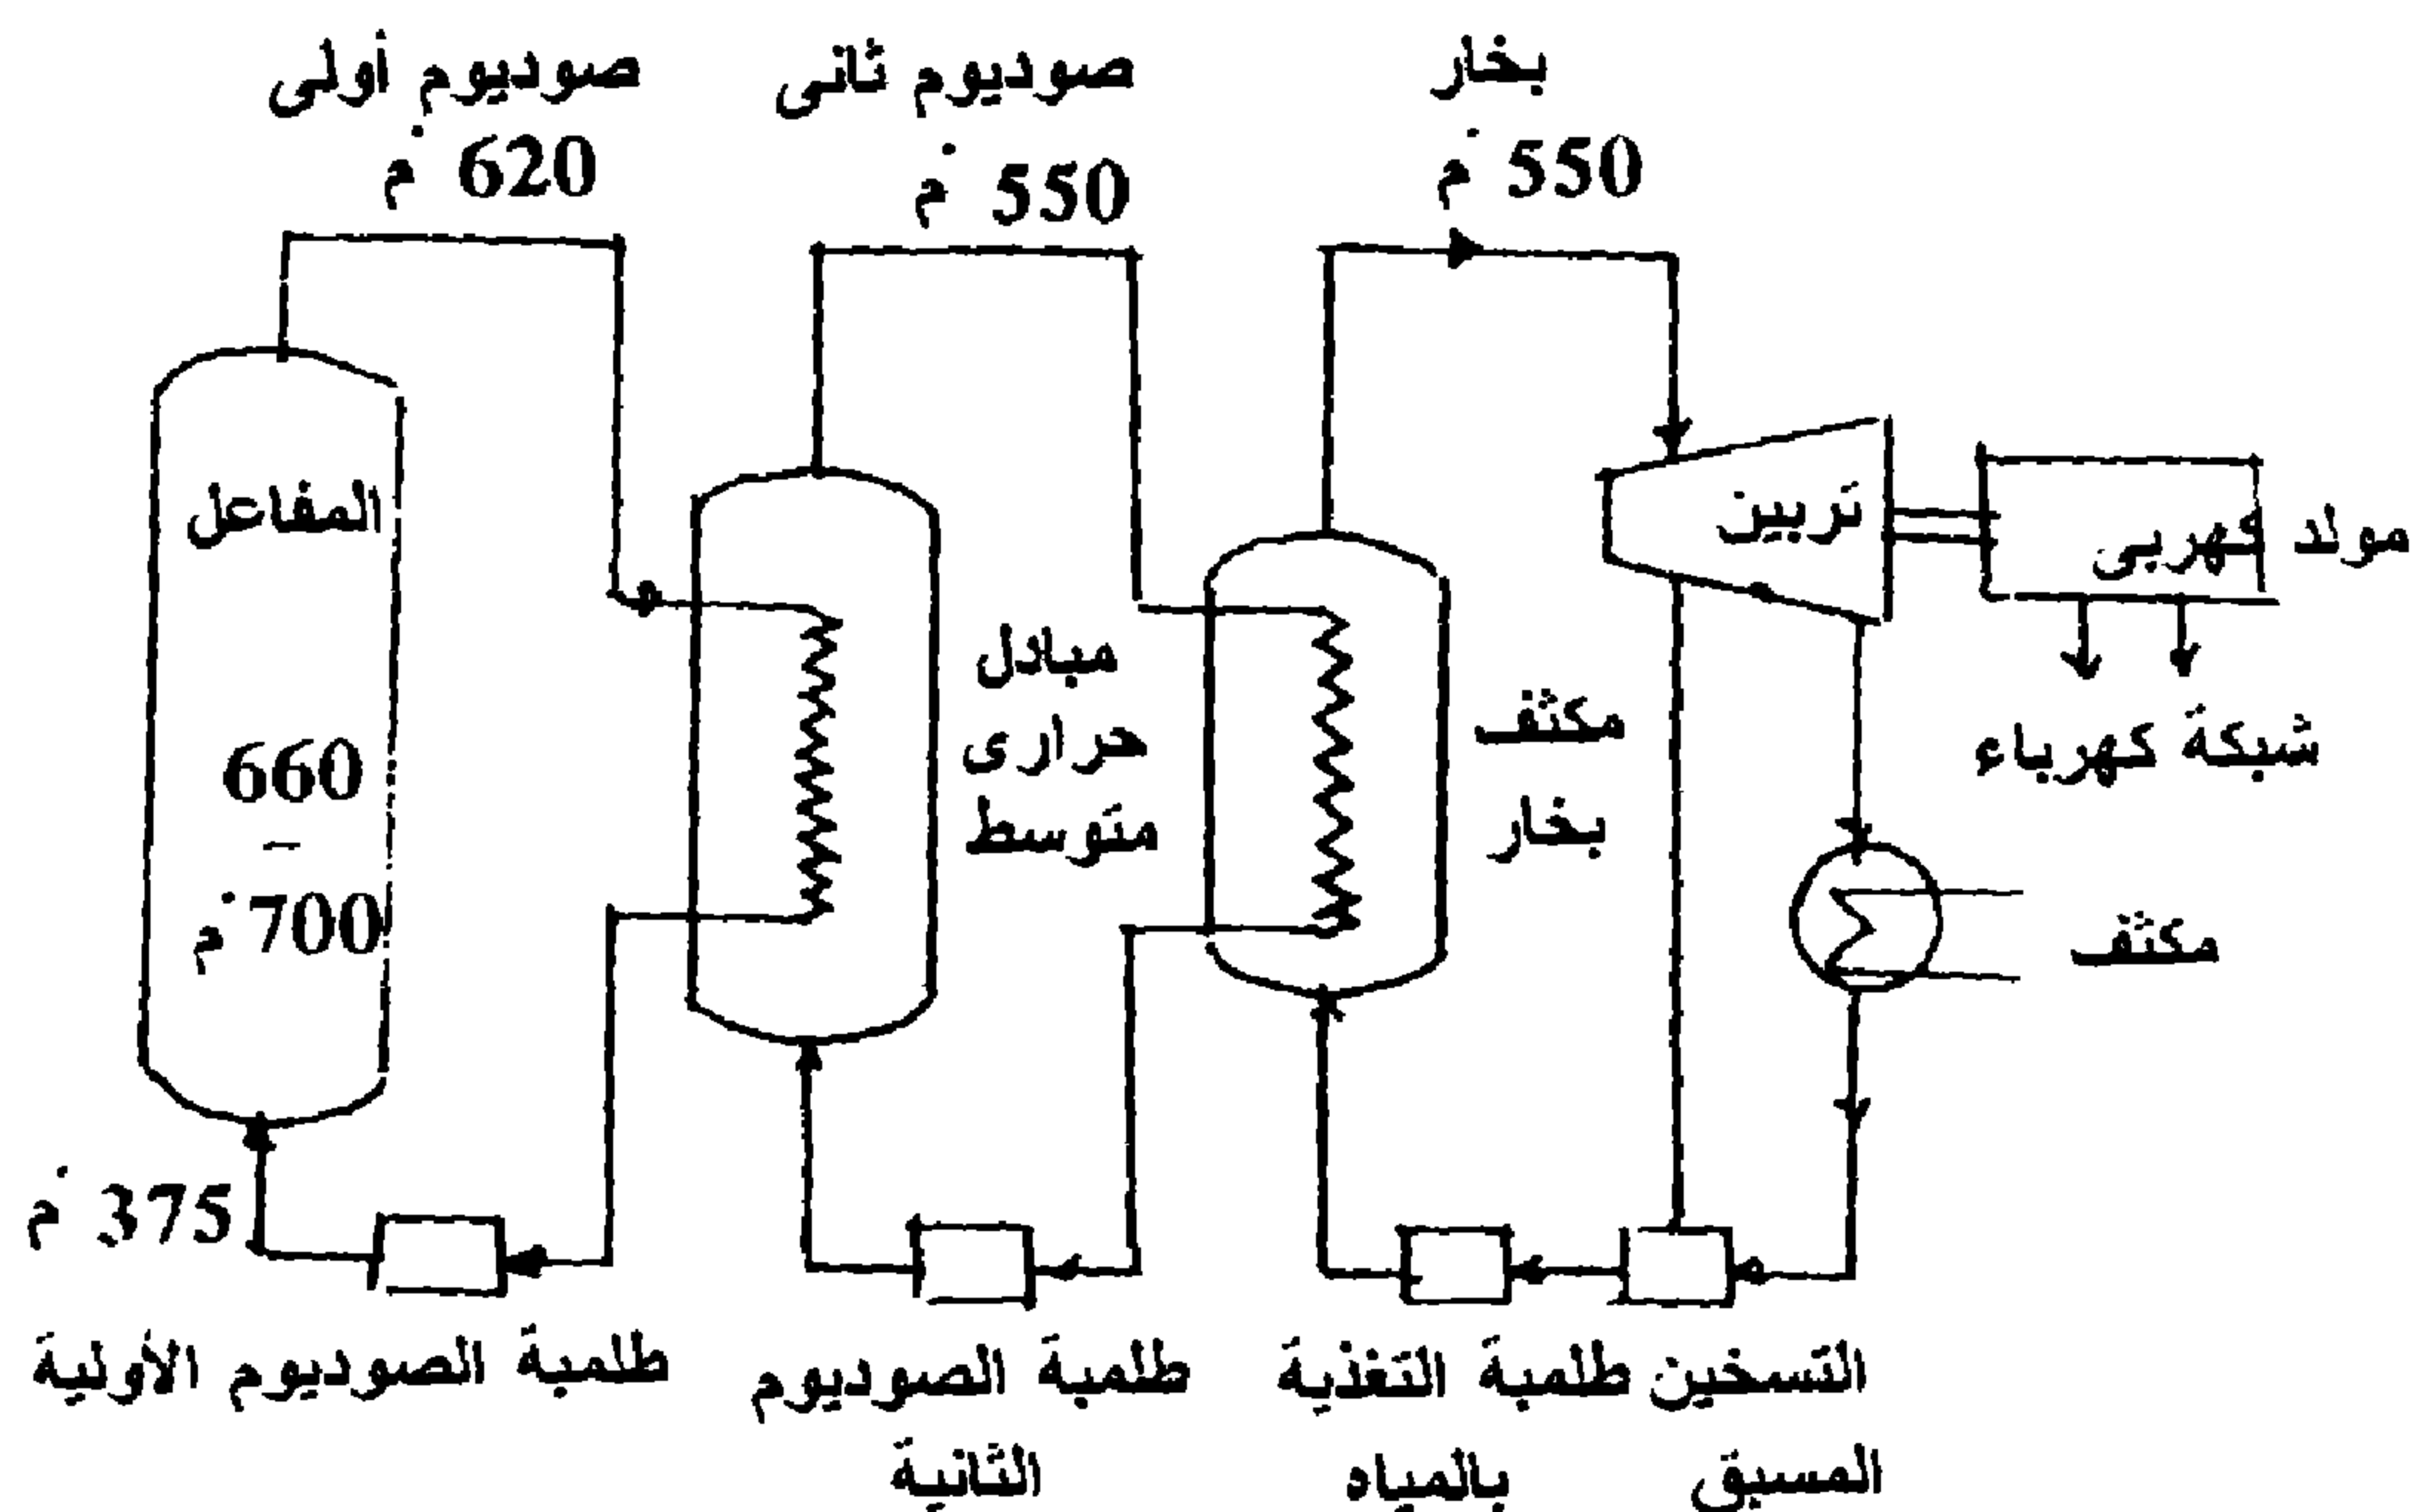 صوديوم أولى
620 مْ
صوديوم ثانى
550 مْ
بخار
550 مْ
المفاعل
660
–
700 مْ
375 مْ
مبادل
حرارى
متوسط
مكثف
بخار
تربين
مولد كهربى
شبكة كهرباء
مكثف
طلمبة الصوديوم الأولية
طلمبة الصوديوم
الثانية
طلمبة التغذية
بالمياه
التسخين
المسبق